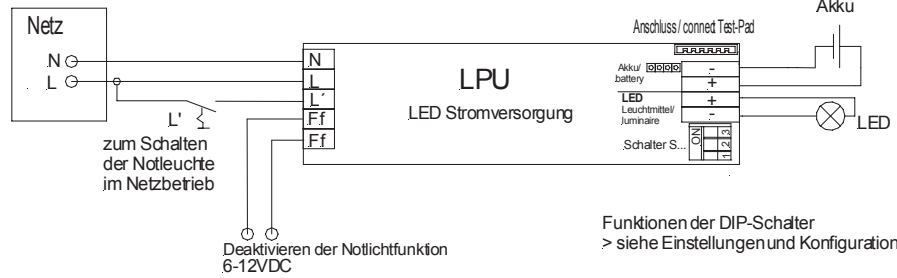 Akku
Netz
Anschluss / connect Test-Pad
N
N
L
L
L'
L´
Ff
Ff
LPU
LED Stromversorgung
Akku/
battery
-
+
LED
Leuchtmittel/
luminaire
+
-
LED
Schalter S...
ON
1 2 3
zum Schalten
der Notleuchte
im Netzbetrieb
Deaktivieren der Notlichtfunktion
6-12VDC
Funktionen der DIP-Schalter
> siehe Einstellungen und Konfiguration